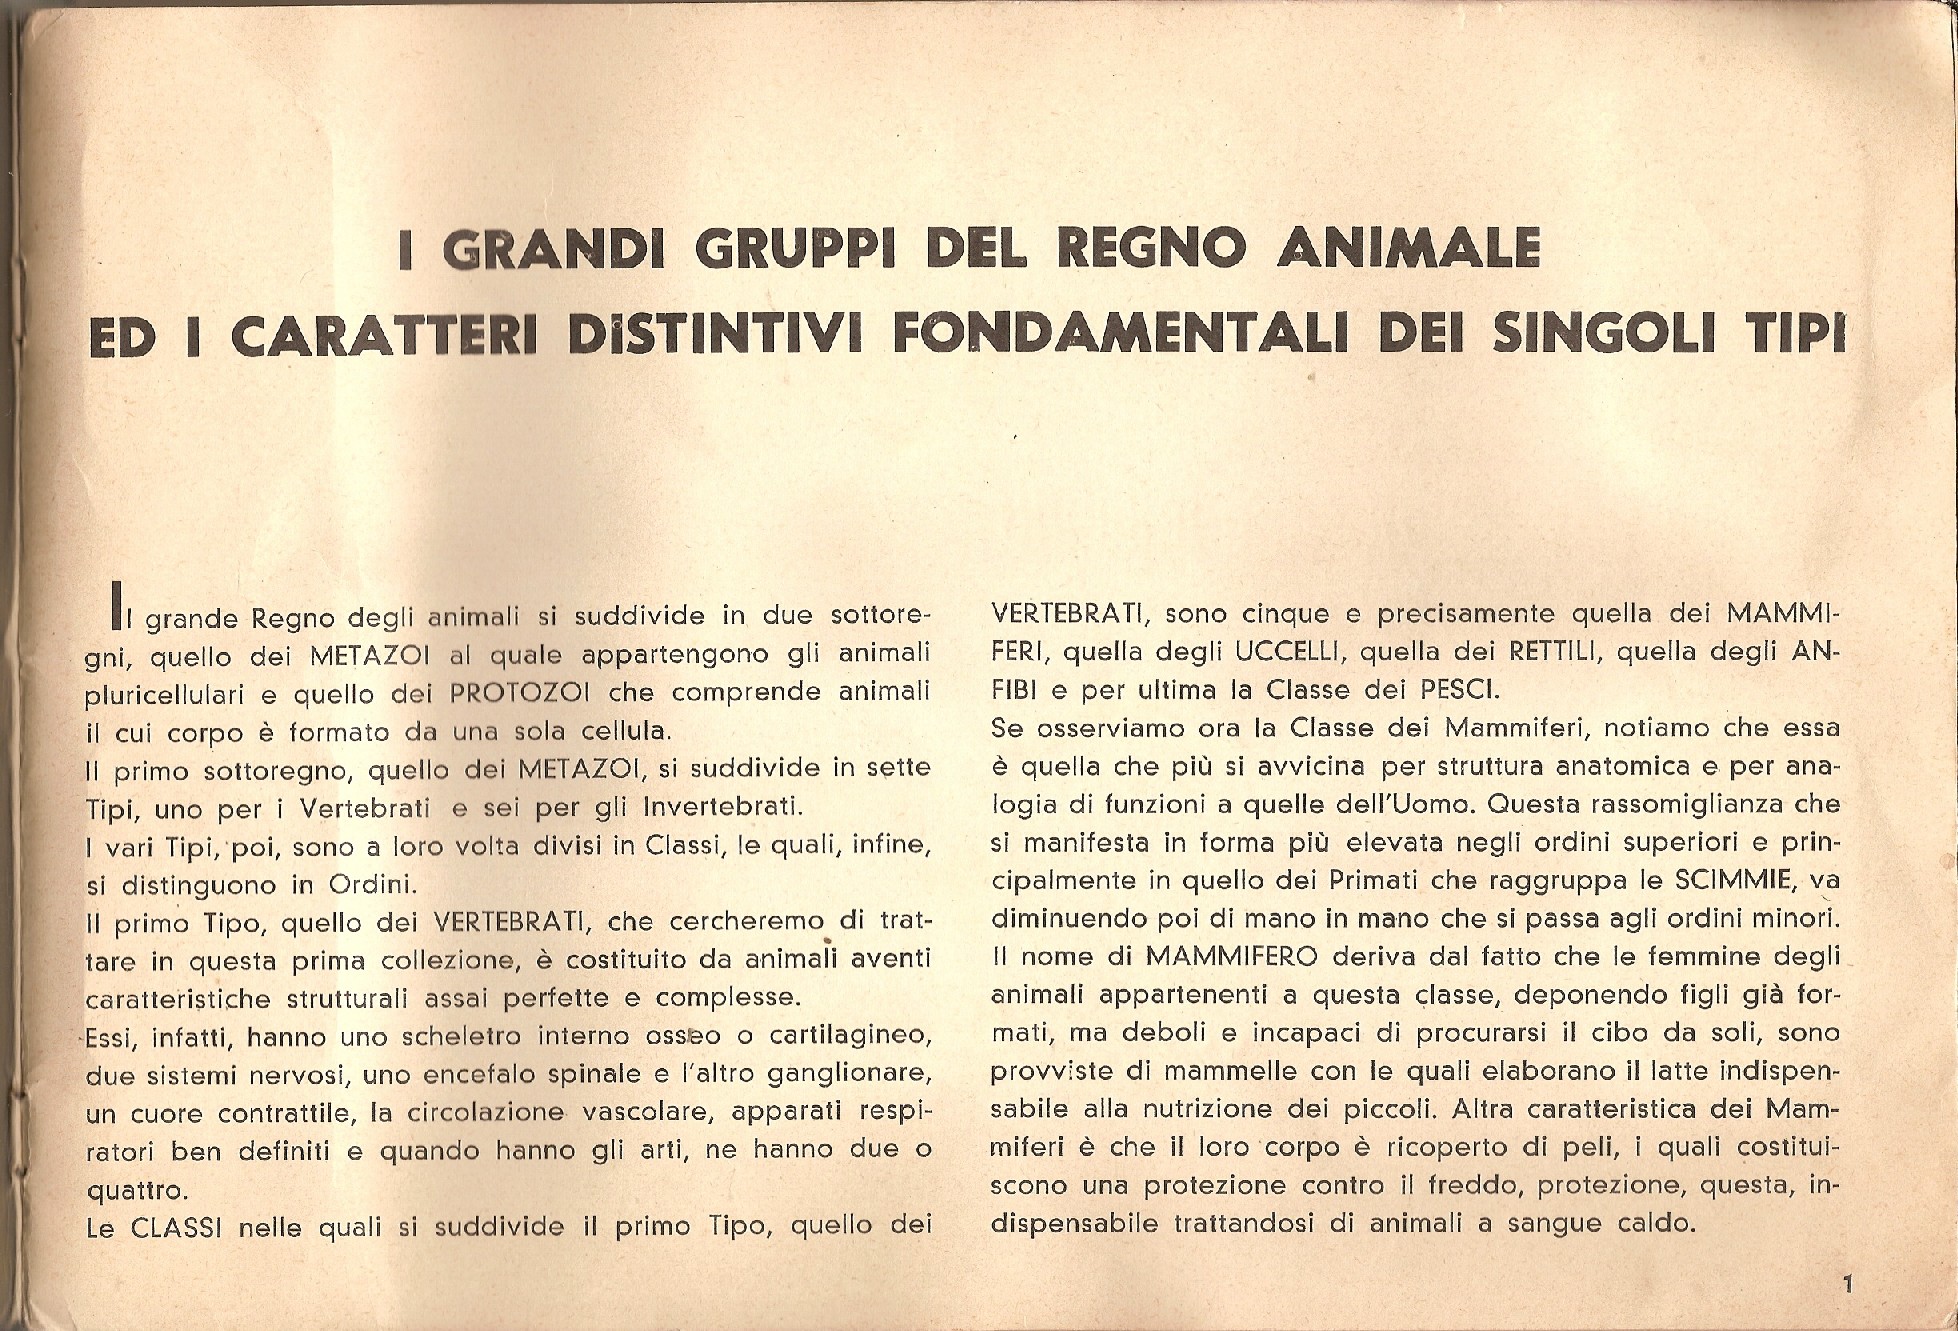 I GRANDI GRUPPI DEL REGNO ANIMALE
ED I CARATTERI DISTINTIVI FONDAMENTALI DEI SINGOLI TIPI
Il grande Regno degli animali si suddivide in due sottore-
gni, quello dei METAZOI al quale appartengono gli animali
pluricellulari e quello dei PROTOZOI che comprende animali
il cui corpo è formato da una sola cellula.
Il primo sottoregno, quello dei METAZOI, si suddivide in sette
Tipi, uno per i Vertebrati e sei per gli Invertebrati.
I vari Tipi, poi, sono a loro volta divisi in Classi, le quali, infine,
si distinguono in Ordini.
Il primo Tipo, quello dei VERTEBRATI, che cercheremo di trat-
tare in questa prima collezione, è costituito da animali aventi
caratteristiche strutturali assai perfette e complesse.
Essi, infatti, hanno uno scheletro interno osseo o cartilagineo,
due sistemi nervosi, uno encefalo spinale e l'altro ganglionare,
un cuore contrattile, la circolazione vascolare, apparati respi-
ratori ben definiti e quando hanno gli arti, ne hanno due o
quattro.
Le CLASSI nelle quali si suddivide il primo Tipo, quello dei
VERTEBRATI, sono cinque e precisamente quella dei MAMMI-
FERI, quella degli UCCELLI, quella dei RETTILI, quella degli AN-
FIBI e per ultima la Classe dei PESCI.
Se osserviamo ora la Classe dei Mammiferi, notiamo che essa
è quella che più si avvicina per struttura anatomica e per ana-
logia di funzioni a quelle dell'Uomo. Questa rassomiglianza che
si manifesta in forma più elevata negli ordini superiori e prin-
cipalmente in quello dei Primati che raggruppa le SCIMMIE, va
diminuendo poi di mano in mano che si passa agli ordini minori.
Il nome di MAMMIFERO deriva dal fatto che le femmine degli
animali appartenenti a questa classe, deponendo figli già for-
mati, ma deboli e incapaci di procurarsi il cibo da soli, sono
provviste di mammelle con le quali elaborano il latte indispen-
sabile alla nutrizione dei piccoli. Altra caratteristica dei Mam-
miferi è che il loro corpo è ricoperto di peli, i quali costitui-
scono una protezione contro il freddo, protezione, questa, in-
dispensabile trattandosi di animali a sangue caldo.
1